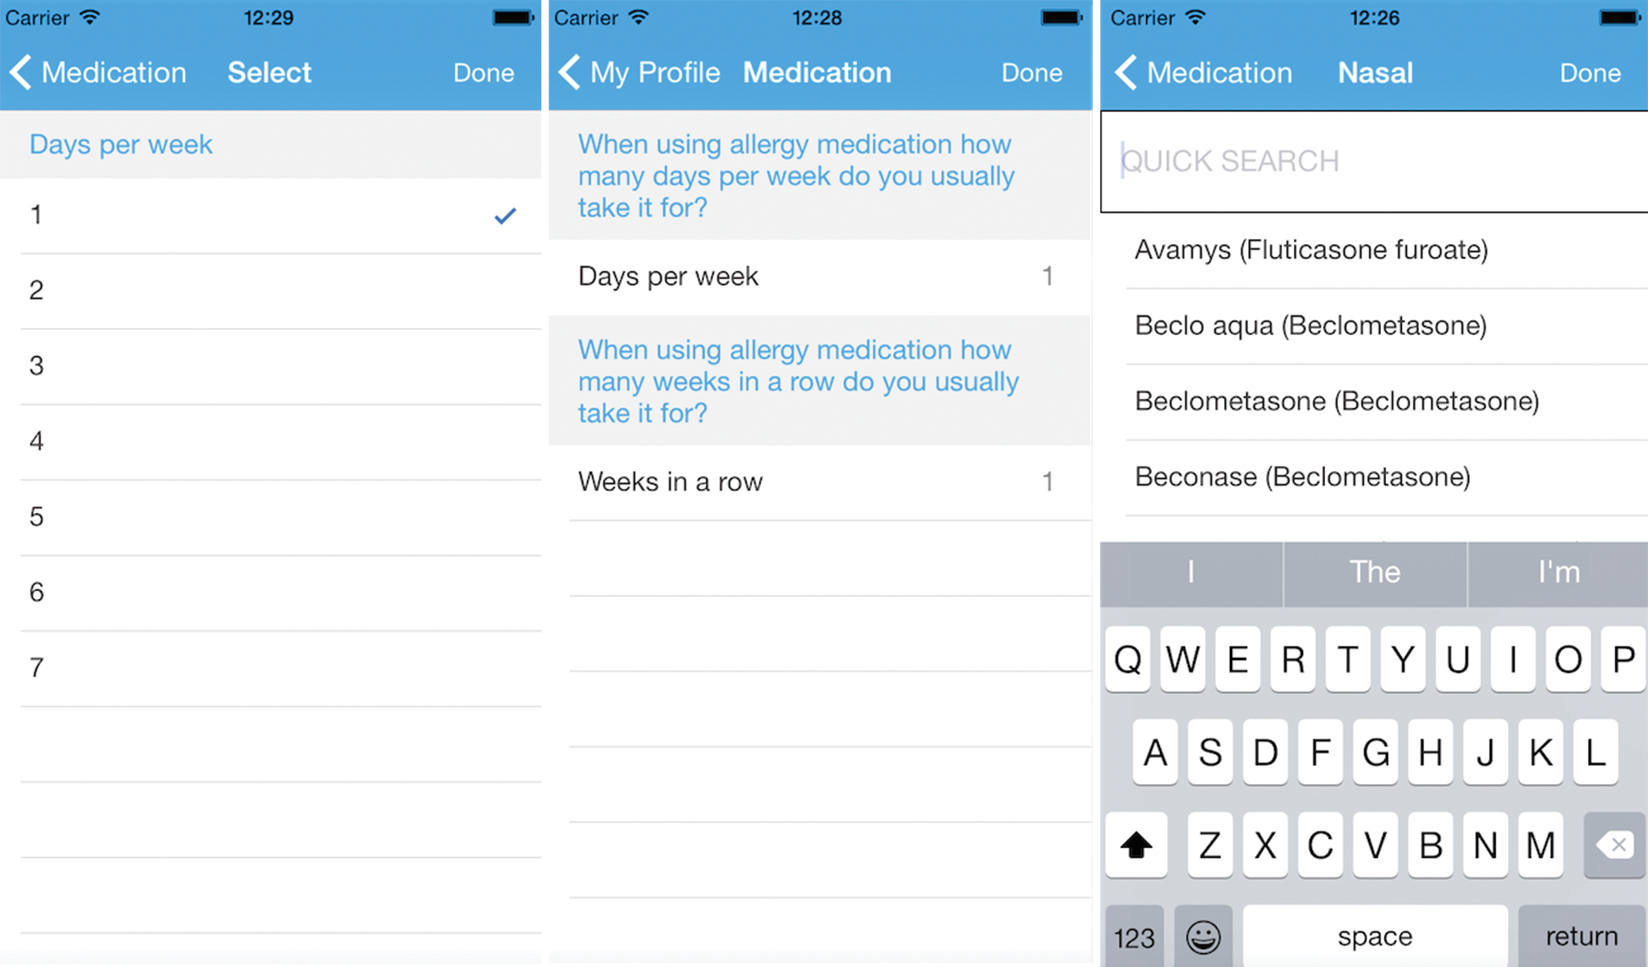 Carrier 12:29
Medication Select Done
Days per week
1
2
3
4
5
6
7
Carrier 12:28
My Profile Medication Done
When using allergy medication how
many days per week do you usually
take it for?
Days per week 1
When using allergy medication how
many weeks in a row do you usually
take it for?
Weeks in a row 1
Carrier 12:26
Medication Nasal Done
QUICK SEARCH
Avamys (Fluticasone furoate)
Beclo aqua (Beclometasone)
Beclometasone (Beclometasone)
Beconase (Beclometasone)
I The I'm
Q W E R T Y U I O P
A S D F G H J K L
Z X C V B N M
123 space return